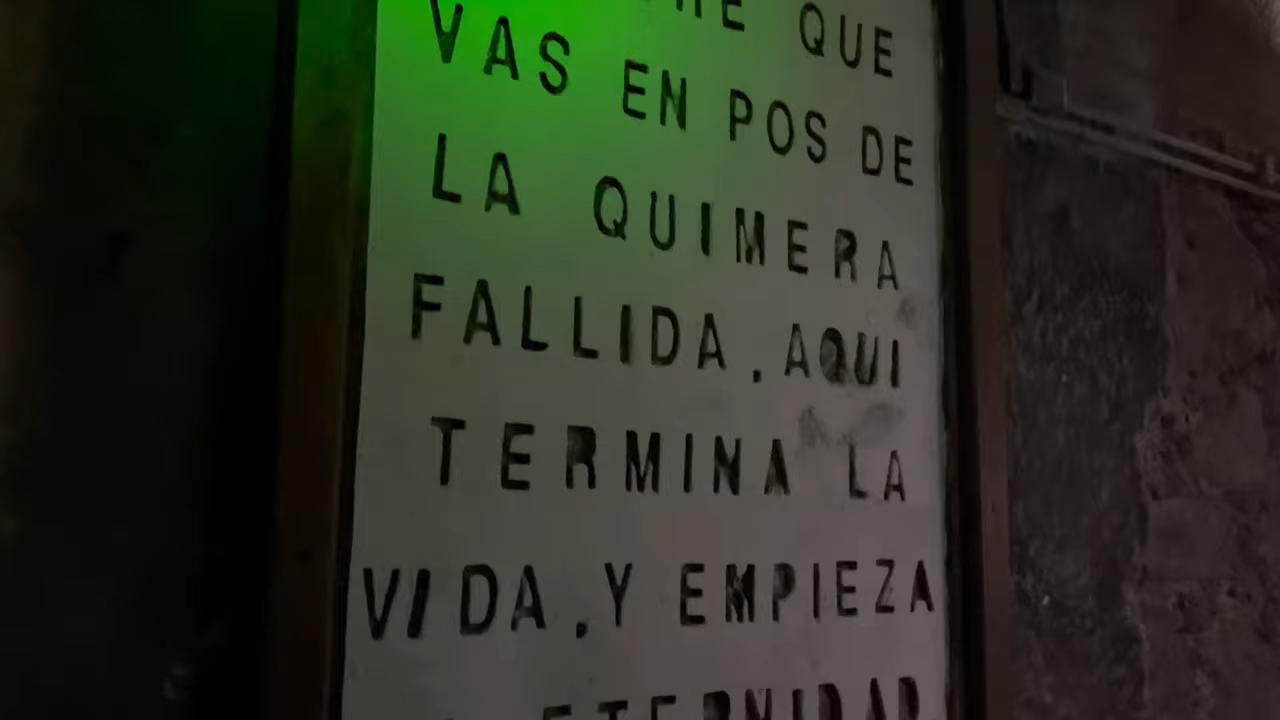 QUE
VAS EN POS DE
LA QUIMERA
FALLIDA, AQUI
TERMINA LA
VIDA, Y EMPIEZA
ETERNIDAD